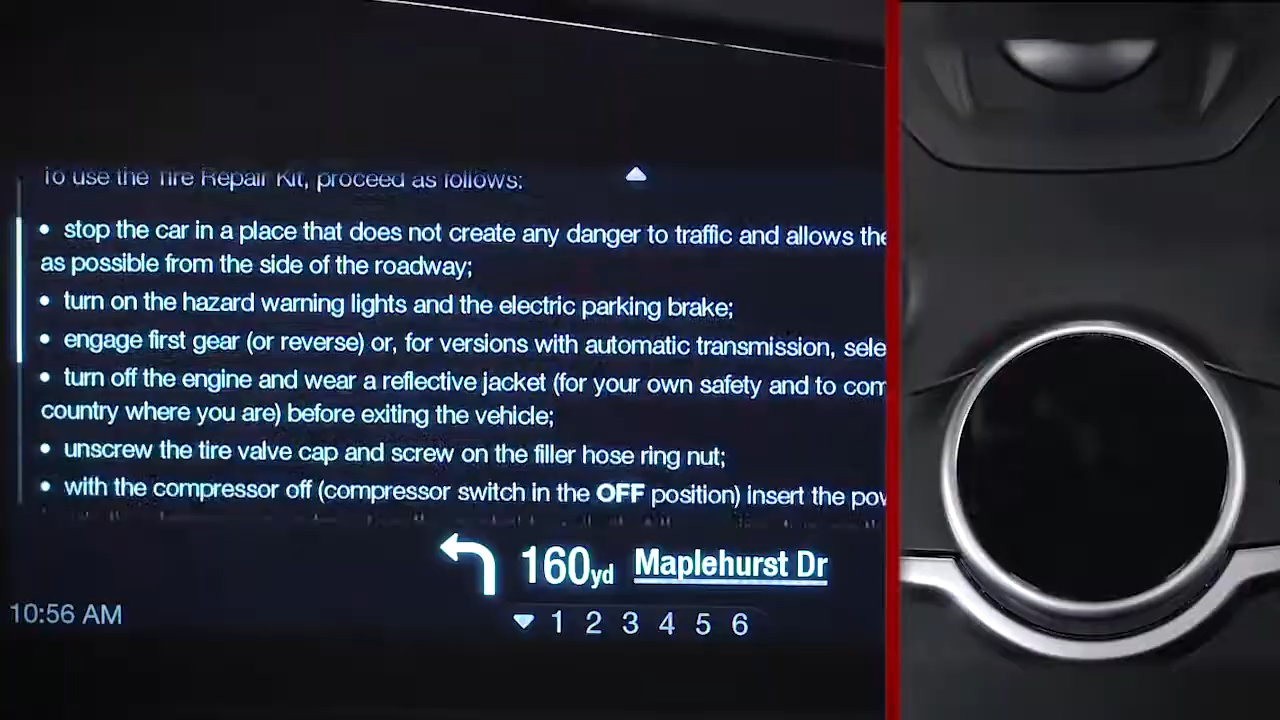 To use the Tire Repair Kit, proceed as follows:
• stop the car in a place that does not create any danger to traffic and allows the
as possible from the side of the roadway;
• turn on the hazard warning lights and the electric parking brake;
• engage first gear (or reverse) or, for versions with automatic transmission, sele
• turn off the engine and wear a reflective jacket (for your own safety and to com
country where you are) before exiting the vehicle;
• unscrew the tire valve cap and screw on the filler hose ring nut;
• with the compressor off (compressor switch in the OFF position) insert the pow
160yd Maplehurst Dr
10:56 AM
1 2 3 4 5 6